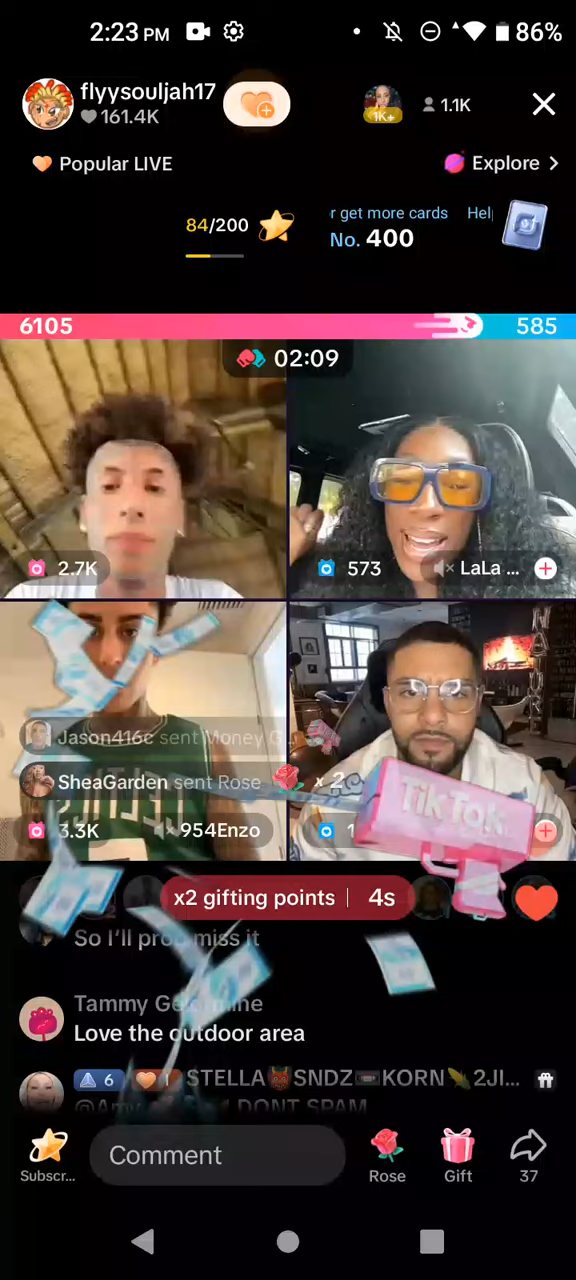 2:23 PM
86%
flyysouljah17
161.4K
1K+
1.1K
Popular LIVE
Explore >
84/200
r get more cards Hel
No. 400
6105
585
02:09
2.7K
573
LaLa ...
Jason416c sent Money G...
SheaGarden sent Rose x 2
TikTok
3.3K
954Enzo
1
x2 gifting points | 4s
So I'll prob miss it
Tammy Ge
Love the outdoor area
6
STELLA👹SNDZ📼KORN🌽2JI...
DONT SPAM
Subscr...
Comment
Rose
Gift
37